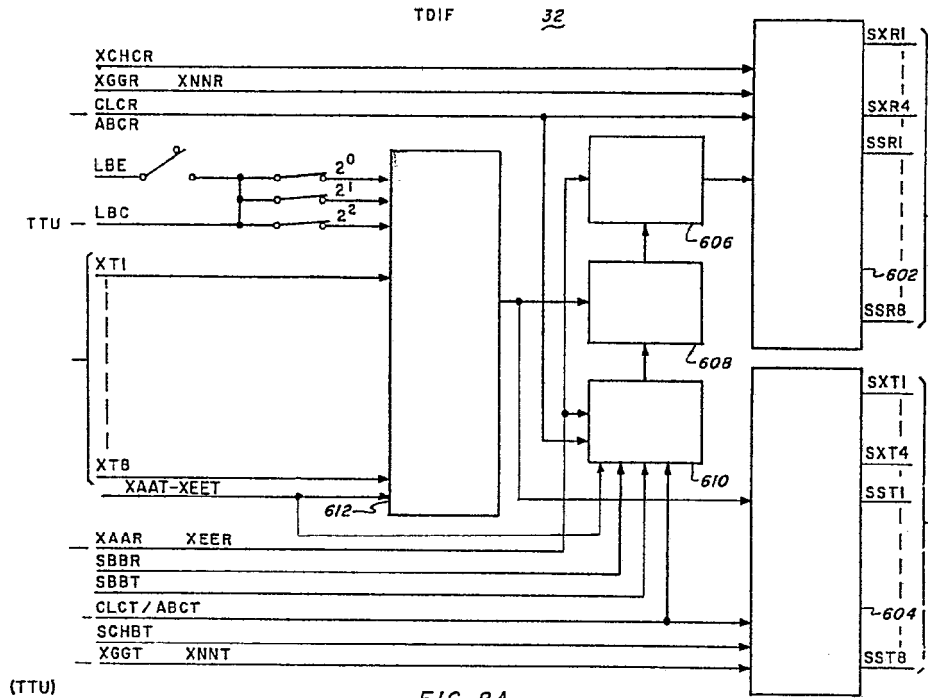 TDIF 32
XCHCR
XGGR XNNR
CLCR
ABCR
LBE
2⁰
2¹
TTU LBC
2²
XT1
XT8
XAAT-XEET
612
XAAR XEER
SBBR
SBBT
CLCT / ABCT
SCHBT
XGGT XNNT
606
608
610
SXR1
SXR4
SSR1
602
SSR8
SXT1
SXT4
SST1
604
SST8
(TTU)